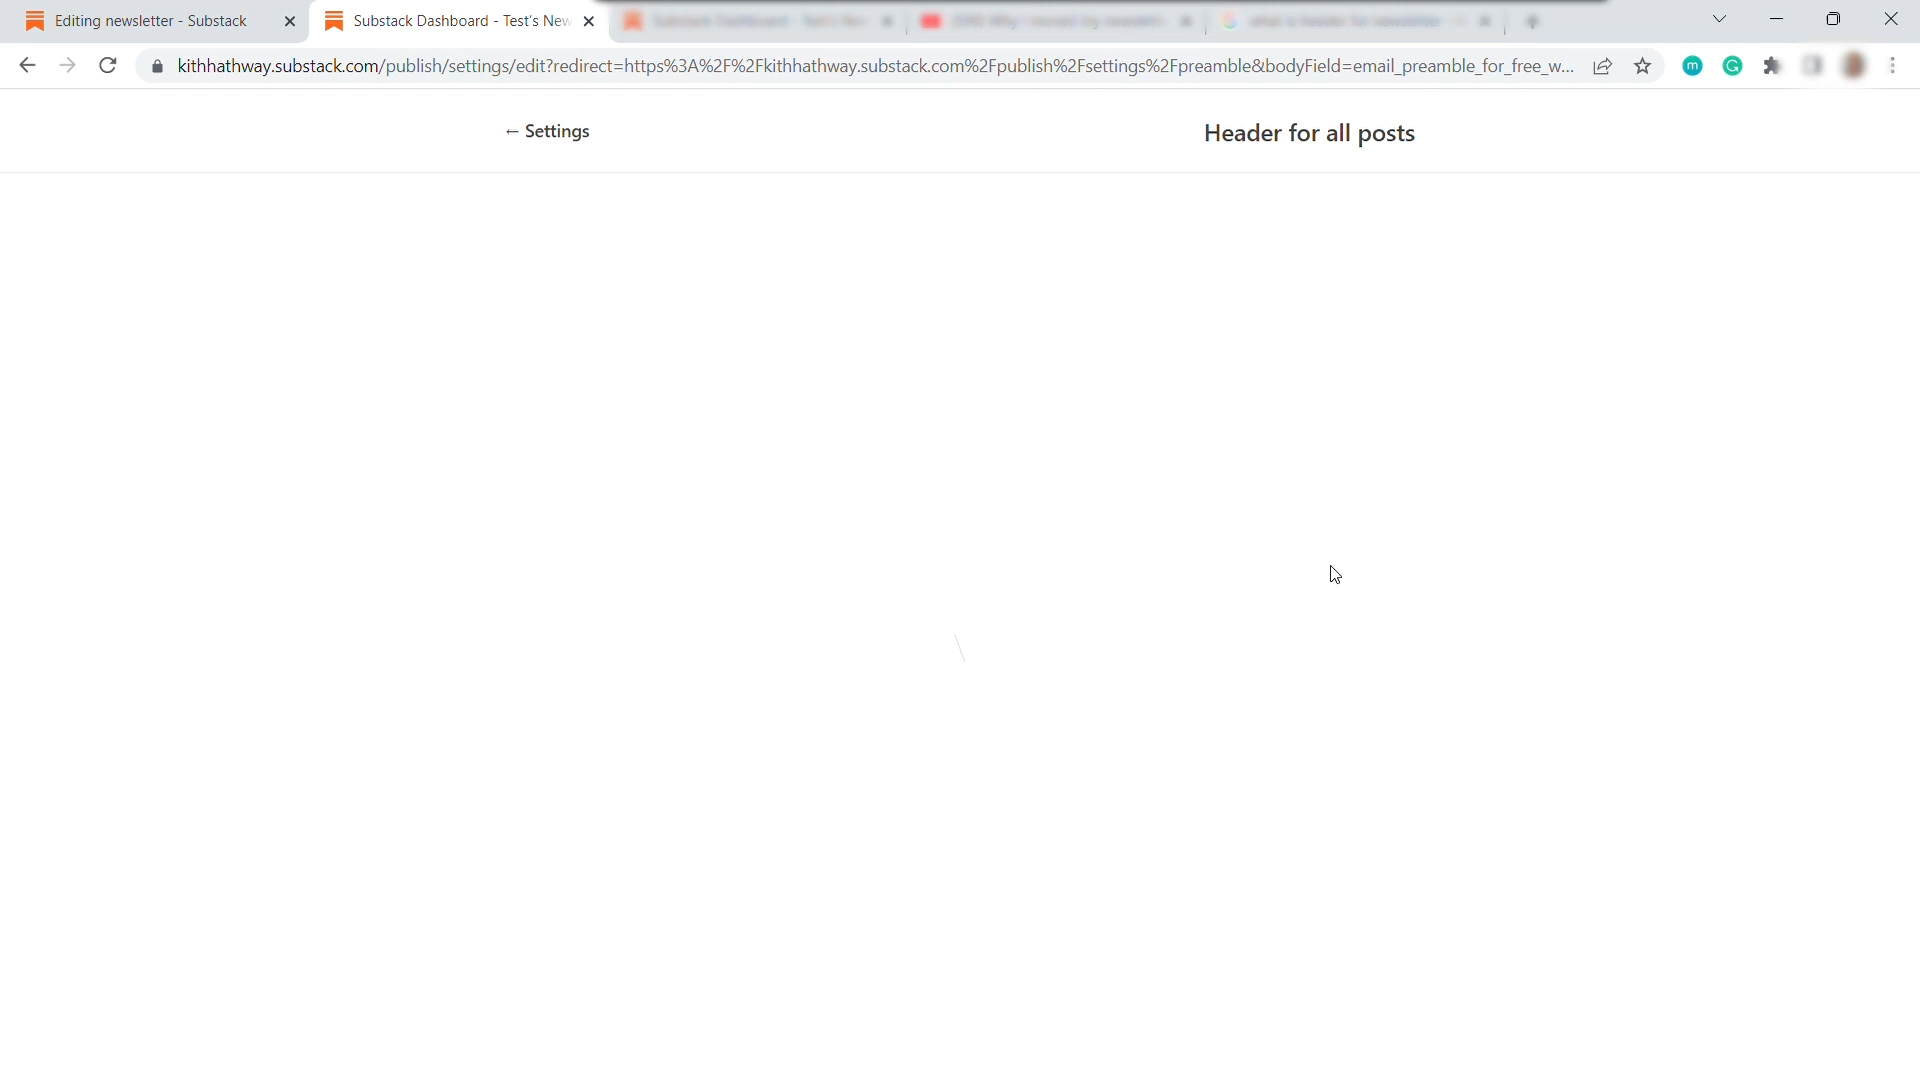 Editing newsletter - Substack
Substack Dashboard - Test's New
kithhathway.substack.com/publish/settings/edit?redirect=https%3A%2F%2Fkithhathway.substack.com%2Fpublish%2Fsettings%2Fpreamble&bodyField=email_preamble_for_free_w...
m
← Settings
Header for all posts